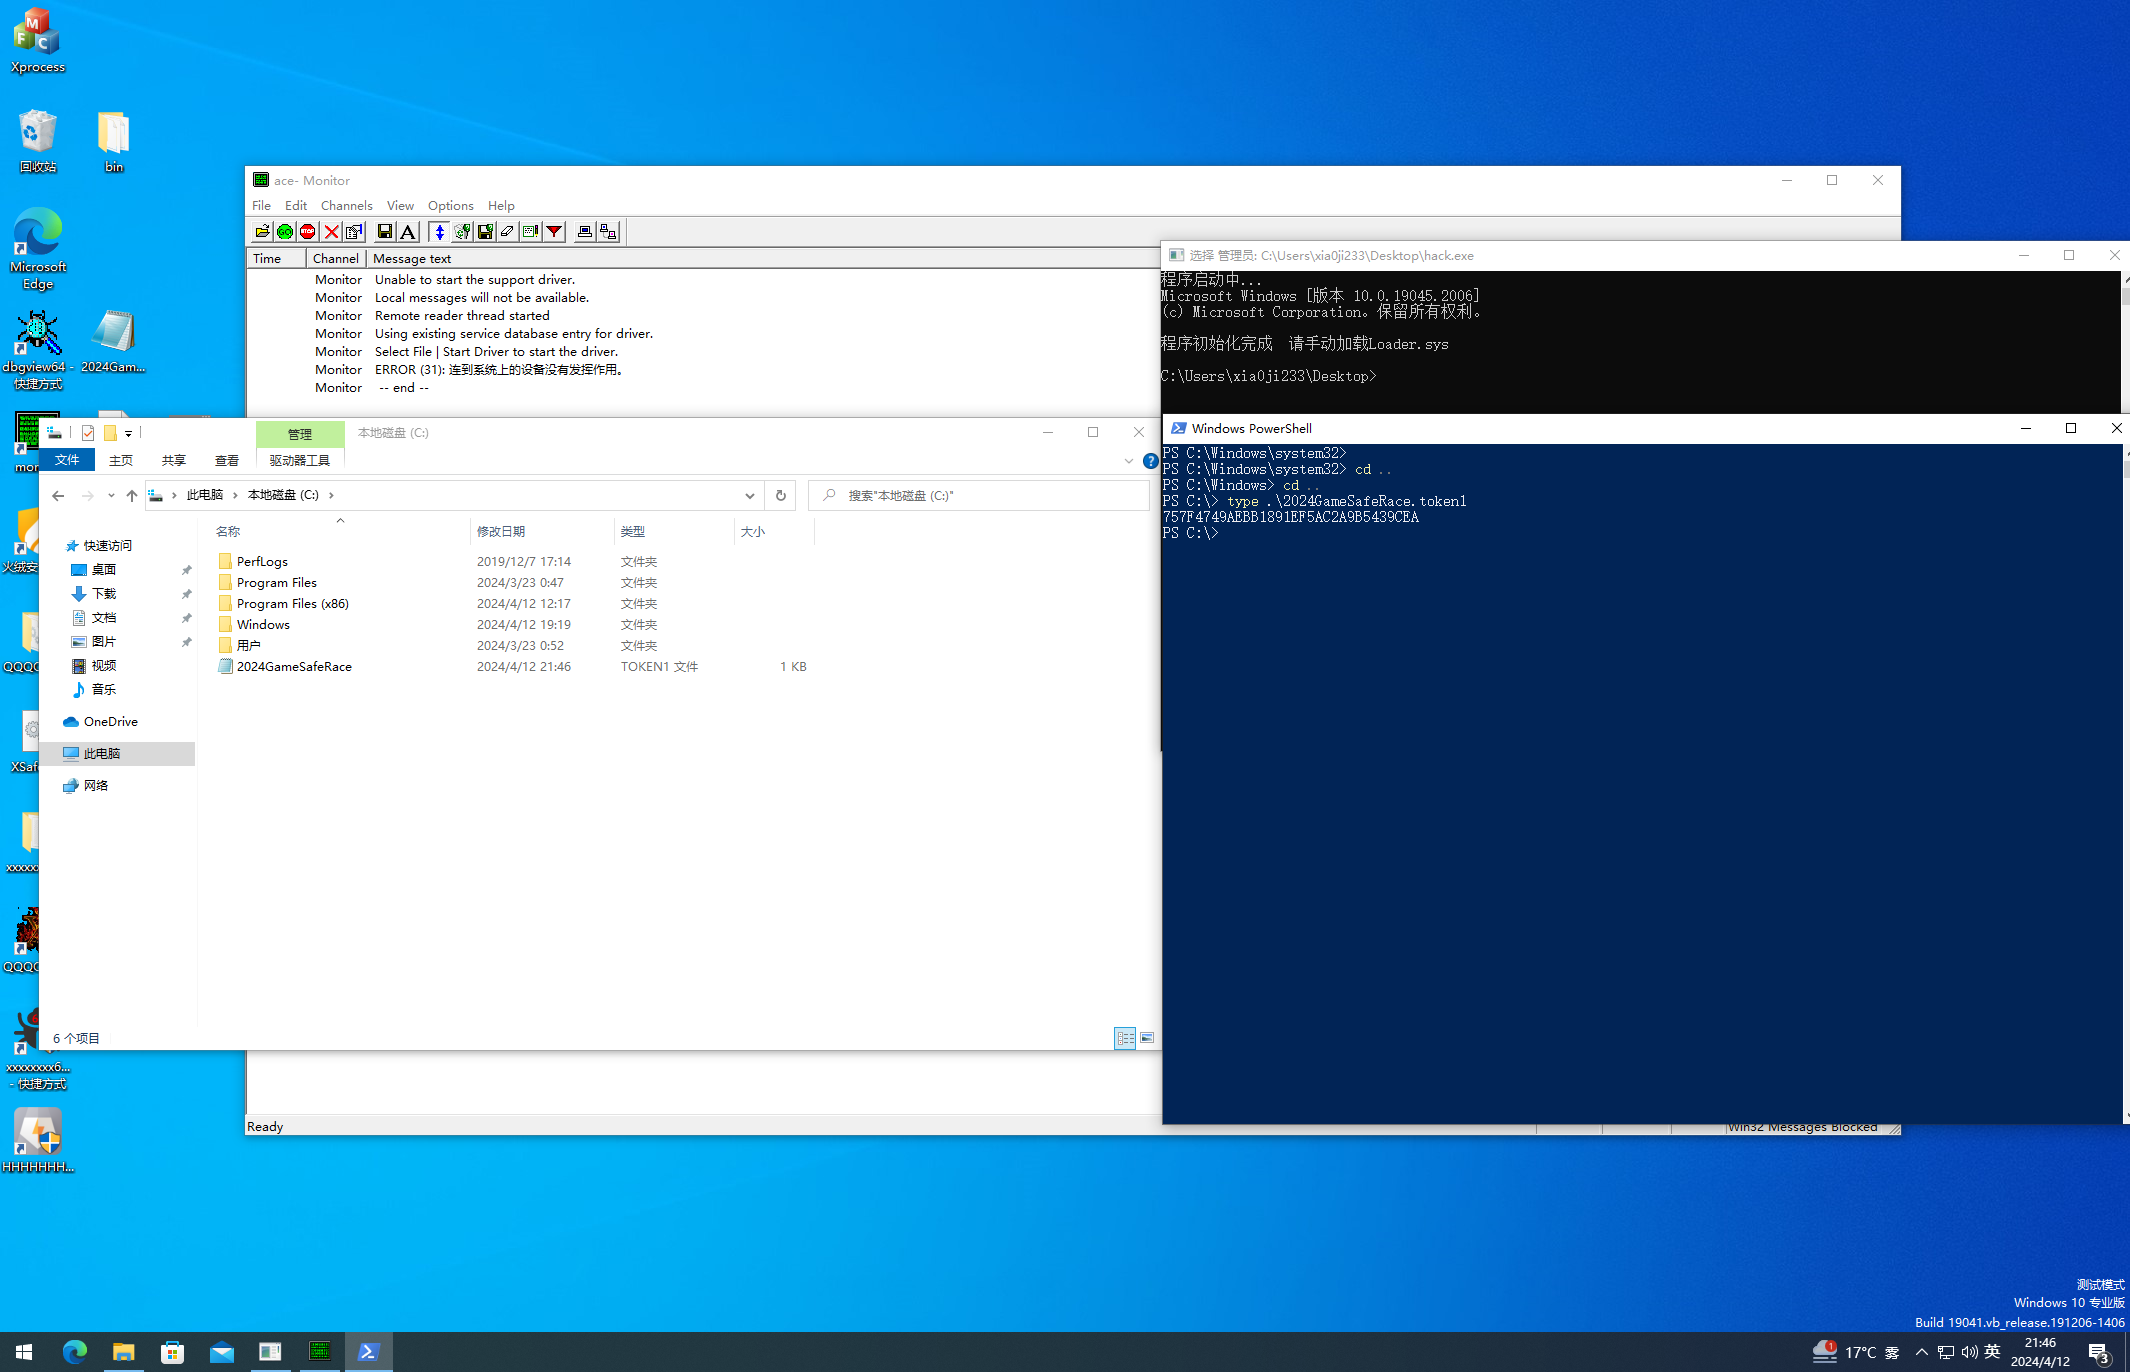 Xprocess
回收站
bin
Microsoft
Edge
dbgview64 -
快捷方式
2024Gam...
mon
火绒安
QQQC
XSaf
xxxxx
QQQC
xxxxxxxx6...
- 快捷方式
HHHHHHH...
ace- Monitor
File Edit Channels View Options Help
GO STOP A
Time Channel Message text
Monitor Unable to start the support driver.
Monitor Local messages will not be available.
Monitor Remote reader thread started
Monitor Using existing service database entry for driver.
Monitor Select File | Start Driver to start the driver.
Monitor ERROR (31): 连到系统上的设备没有发挥作用。
Monitor -- end --
Ready
Win32 Messages Blocked
管理 本地磁盘 (C:)
文件 主页 共享 查看 驱动器工具
此电脑 本地磁盘 (C:)
搜索"本地磁盘 (C:)"
名称 修改日期 类型 大小
快速访问
桌面
下载
文档
图片
视频
音乐
OneDrive
此电脑
网络
PerfLogs 2019/12/7 17:14 文件夹
Program Files 2024/3/23 0:47 文件夹
Program Files (x86) 2024/4/12 12:17 文件夹
Windows 2024/4/12 19:19 文件夹
用户 2024/3/23 0:52 文件夹
2024GameSafeRace 2024/4/12 21:46 TOKEN1 文件 1 KB
6 个项目
选择 管理员: C:\Users\xia0ji233\Desktop\hack.exe
程序启动中...
Microsoft Windows [版本 10.0.19045.2006]
(c) Microsoft Corporation。保留所有权利。
程序初始化完成 请手动加载Loader.sys
C:\Users\xia0ji233\Desktop>
Windows PowerShell
PS C:\Windows\system32>
PS C:\Windows\system32> cd ..
PS C:\Windows> cd ..
PS C:\> type .\2024GameSafeRace.token1
757F4749AEBB1891EF5AC2A9B5439CEA
PS C:\>
测试模式
Windows 10 专业版
Build 19041.vb_release.191206-1406
1 17°C 雾 英 21:46
2024/4/12 3